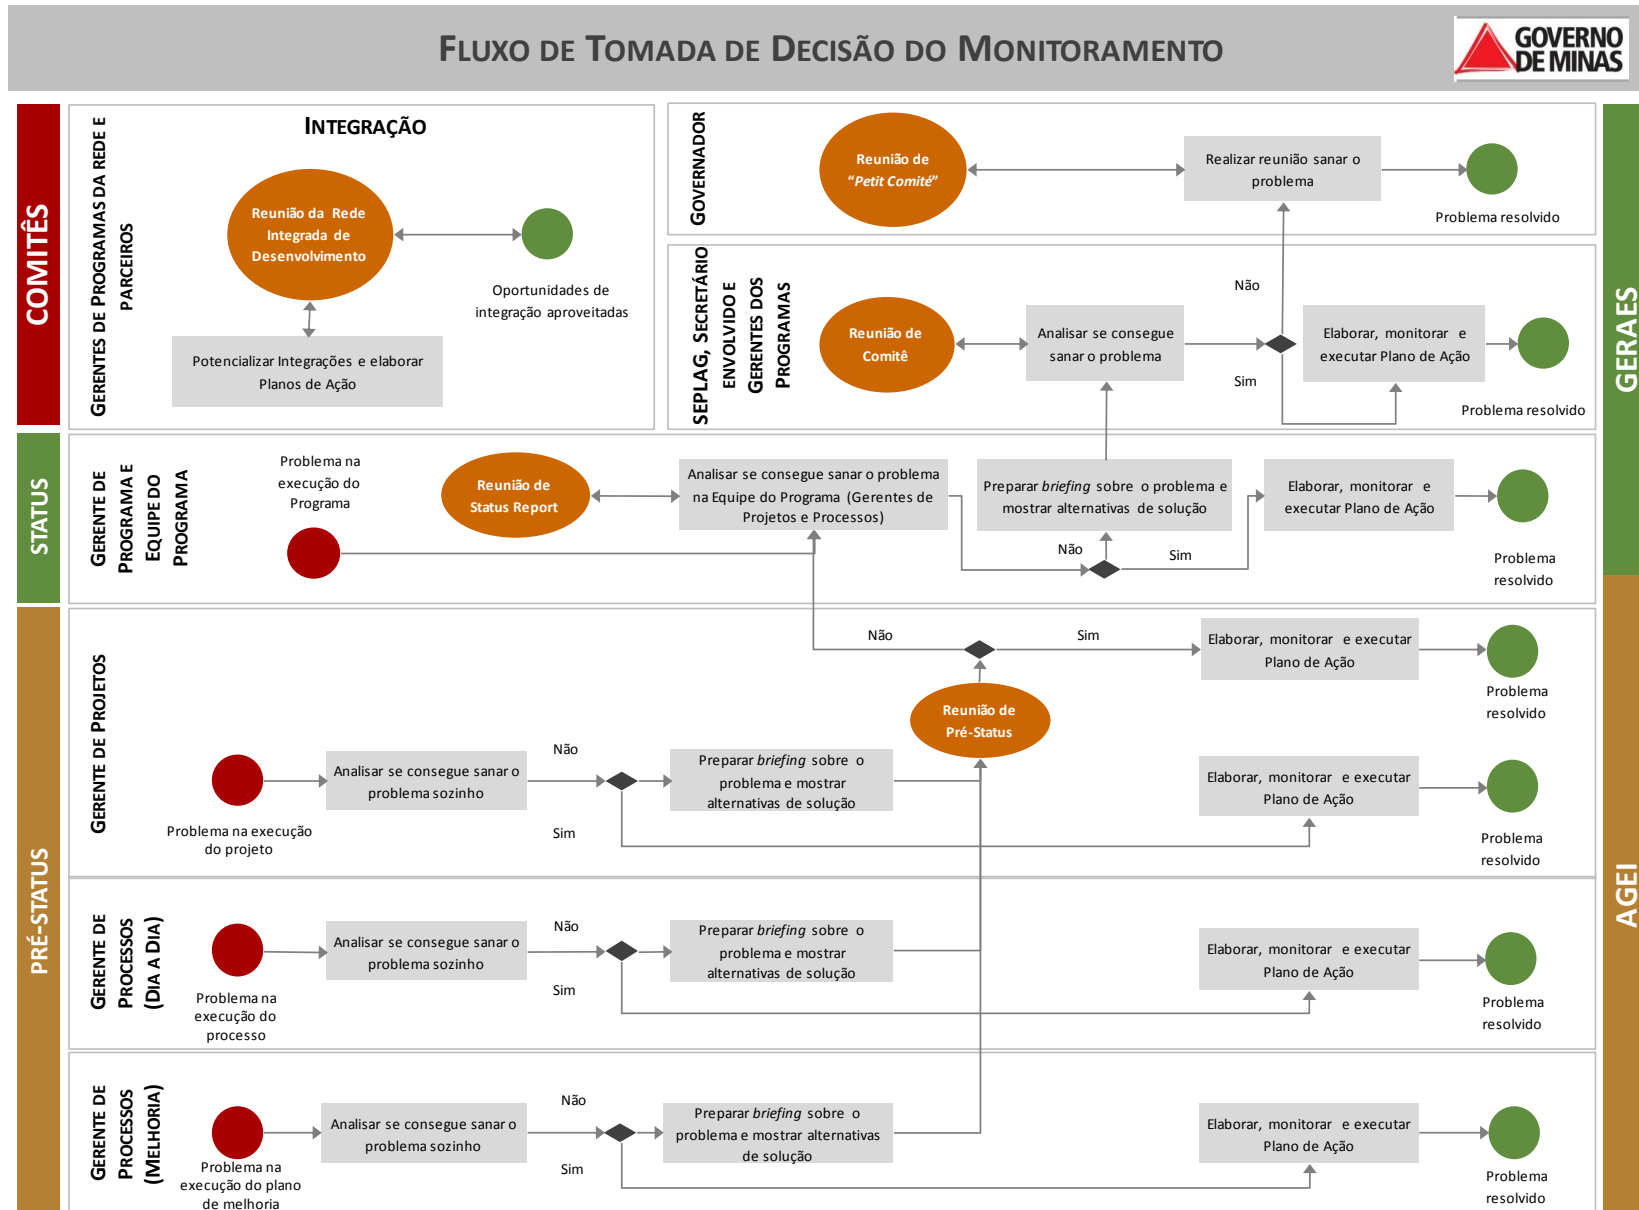 FLUXO DE TOMADA DE DECISÃO DO MONITORAMENTO
GOVERNO
DE MINAS
COMITÊS
GERENTES DE PROGRAMAS DA REDE E
PARCEIROS
INTEGRAÇÃO
Reunião da Rede
Integrada de
Desenvolvimento
Oportunidades de
integração aproveitadas
Potencializar Integrações e elaborar
Planos de Ação
GOVERNADOR
Reunião de
“Petit Comité”
Realizar reunião sanar o
problema
Problema resolvido
SEPLAG, SECRETÁRIO
ENVOLVIDO E
GERENTES DOS
PROGRAMAS
Reunião de
Comitê
Analisar se consegue
sanar o problema
Não
Sim
Elaborar, monitorar e
executar Plano de Ação
Problema resolvido
GERAES
STATUS
GERENTE DE
PROGRAMA E
EQUIPE DO
PROGRAMA
Problema na
execução do
Programa
Reunião de
Status Report
Analisar se consegue sanar o problema
na Equipe do Programa (Gerentes de
Projetos e Processos)
Preparar briefing sobre o problema e
mostrar alternativas de solução
Não
Sim
Elaborar, monitorar e
executar Plano de Ação
Problema
resolvido
PRÉ-STATUS
GERENTE DE PROJETOS
Não
Sim
Elaborar, monitorar e executar
Plano de Ação
Problema
resolvido
Reunião de
Pré-Status
Problema na execução
do projeto
Analisar se consegue sanar o
problema sozinho
Não
Sim
Preparar briefing sobre o
problema e mostrar
alternativas de solução
Elaborar, monitorar e executar
Plano de Ação
Problema
resolvido
AGEI
GERENTE DE
PROCESSOS
(DIA A DIA)
Problema na
execução do
processo
Analisar se consegue sanar o
problema sozinho
Não
Sim
Preparar briefing sobre o
problema e mostrar
alternativas de solução
Elaborar, monitorar e executar
Plano de Ação
Problema
resolvido
GERENTE DE
PROCESSOS
(MELHORIA)
Problema na
execução do plano
de melhoria
Analisar se consegue sanar o
problema sozinho
Não
Sim
Preparar briefing sobre o
problema e mostrar alternativas
de solução
Elaborar, monitorar e executar
Plano de Ação
Problema
resolvido